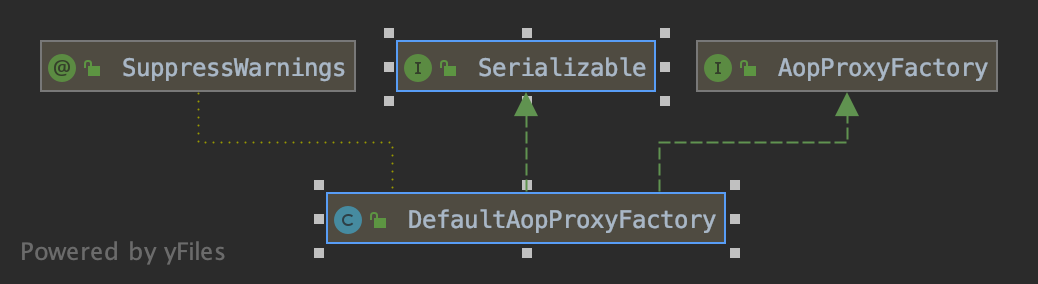 @ SuppressWarnings
I Serializable
I AopProxyFactory
C DefaultAopProxyFactory
Powered by yFiles